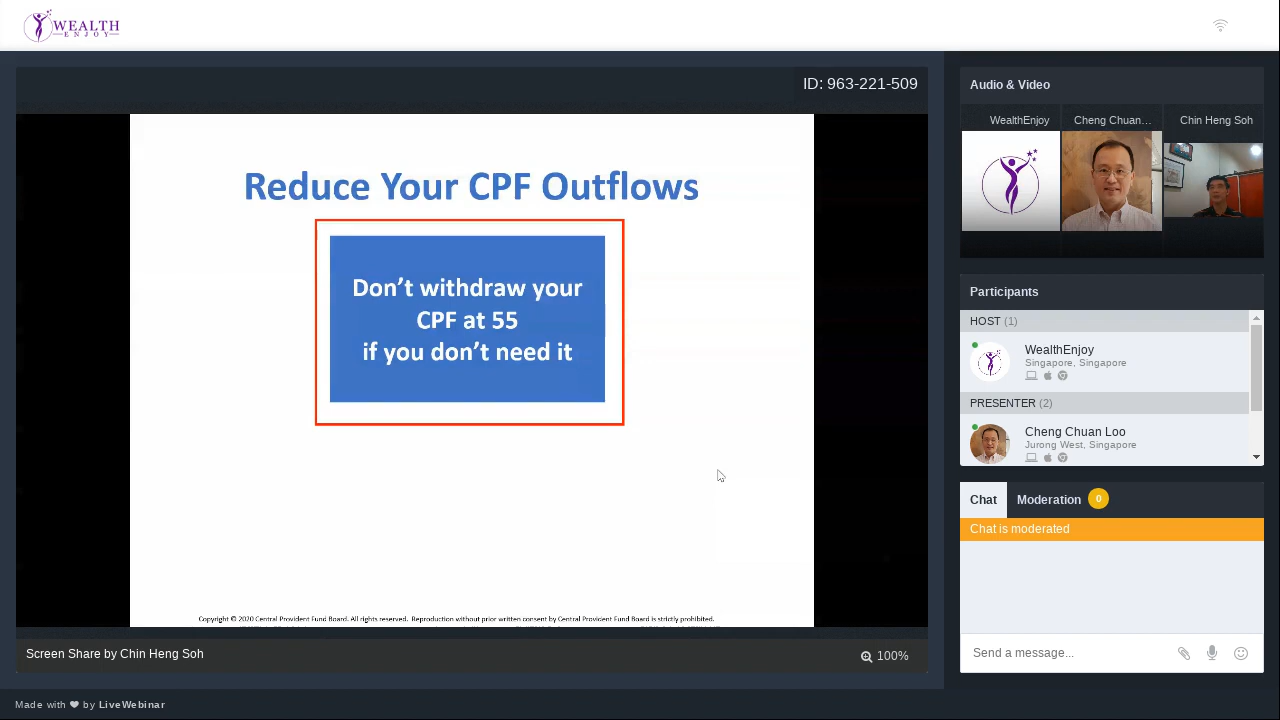 WEALTH
ENJOY
ID: 963-221-509
Reduce Your CPF Outflows
Don't withdraw your
CPF at 55
if you don't need it
Copyright © 2020 Central Provident Fund Board. All rights reserved. Reproduction without prior written consent by Central Provident Fund Board is strictly prohibited.
Screen Share by Chin Heng Soh
100%
Made with by LiveWebinar
Audio & Video
WealthEnjoy
Cheng Chuan...
Chin Heng Soh
Participants
HOST (1)
WealthEnjoy
Singapore, Singapore
PRESENTER (2)
Cheng Chuan Loo
Jurong West, Singapore
Chat
Moderation
0
Chat is moderated
Send a message...